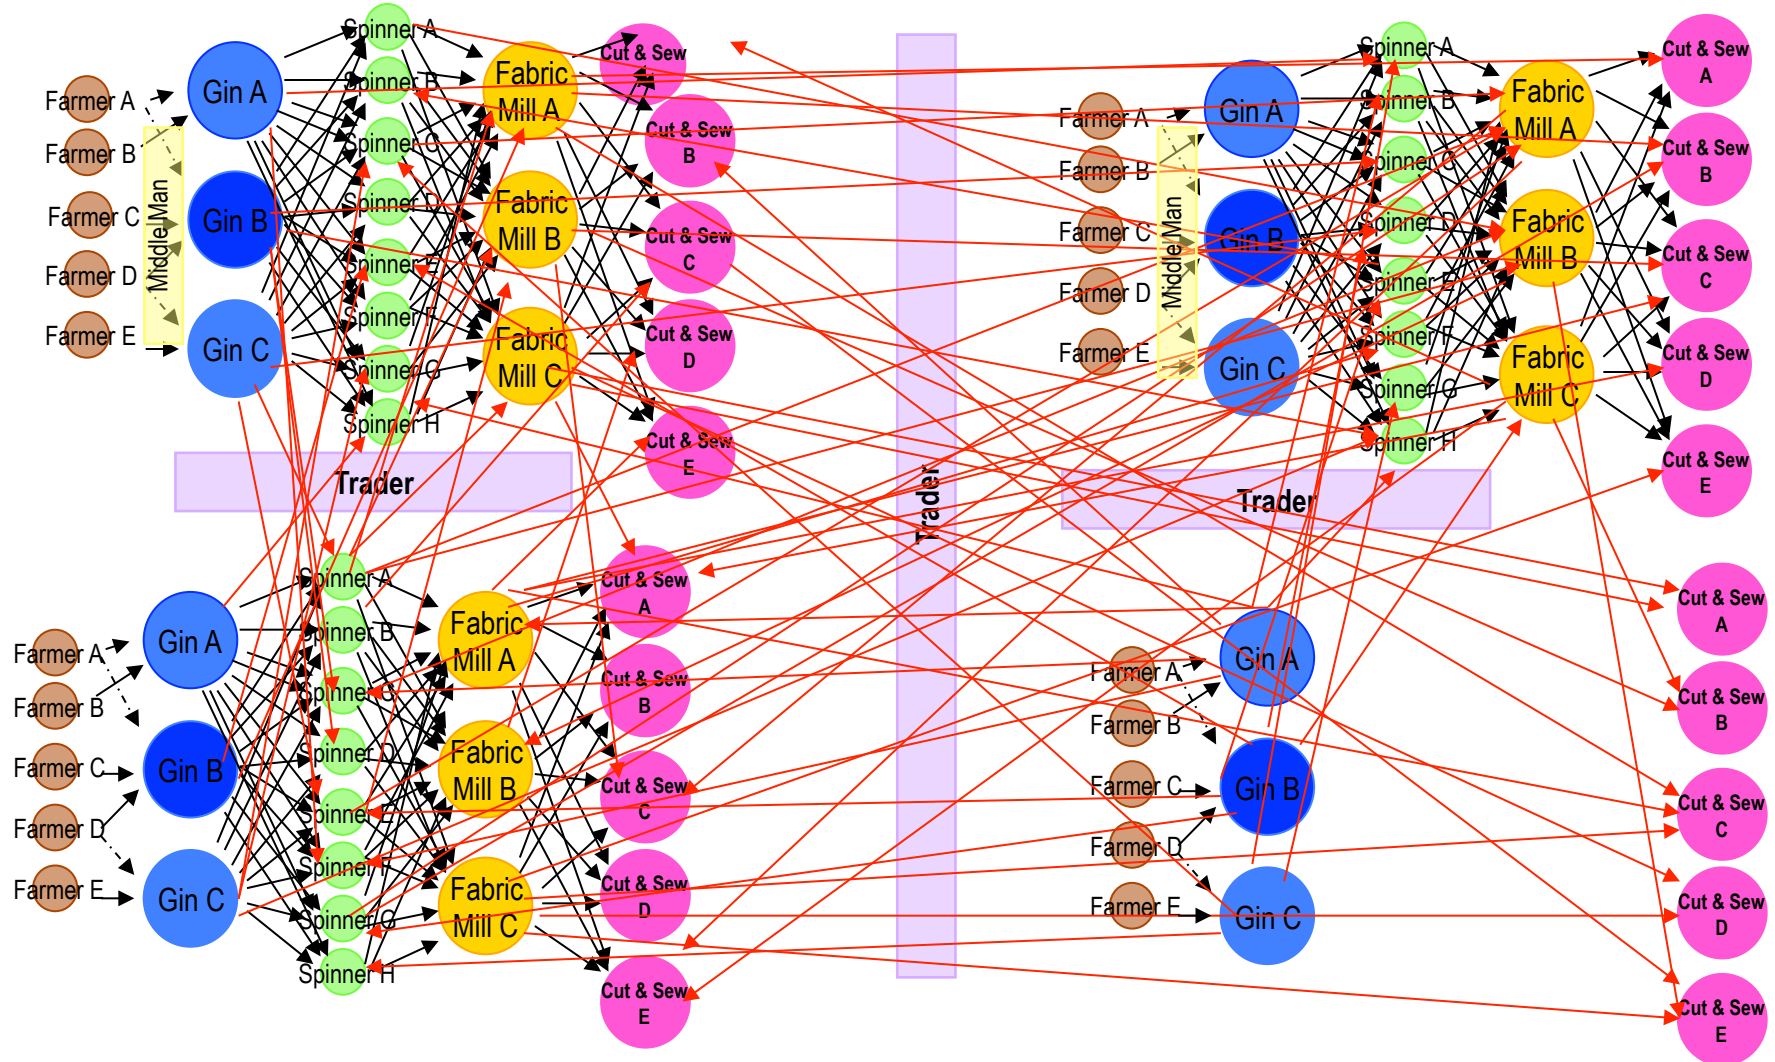 Farmer A
Farmer B
Farmer C
Farmer D
Farmer E
MiddleMan
Gin A
Gin B
Gin C
Spinner A
Spinner B
Spinner C
Spinner D
Spinner E
Spinner F
Spinner G
Spinner H
Fabric
Mill A
Fabric
Mill B
Fabric
Mill C
Cut & Sew
Cut & Sew
B
Cut & Sew
C
Cut & Sew
D
Cut & Sew
E
Trader
Trader
Farmer A
Farmer B
Farmer C
Farmer D
Farmer E
MiddleMan
Gin A
Gin B
Gin C
Spinner A
Spinner B
Spinner C
Spinner D
Spinner E
Spinner F
Spinner G
Spinner H
Fabric
Mill A
Fabric
Mill B
Fabric
Mill C
Cut & Sew
A
Cut & Sew
B
Cut & Sew
C
Cut & Sew
D
Cut & Sew
E
Trader
Farmer A
Farmer B
Farmer C
Farmer D
Farmer E
Gin A
Gin B
Gin C
Spinner A
Spinner B
Spinner C
Spinner D
Spinner E
Spinner F
Spinner G
Spinner H
Fabric
Mill A
Fabric
Mill B
Fabric
Mill C
Cut & Sew
A
Cut & Sew
B
Cut & Sew
C
Cut & Sew
D
Cut & Sew
E
Farmer A
Farmer B
Farmer C
Farmer D
Farmer E
Gin A
Gin B
Gin C
Cut & Sew
A
Cut & Sew
B
Cut & Sew
C
Cut & Sew
D
Cut & Sew
E